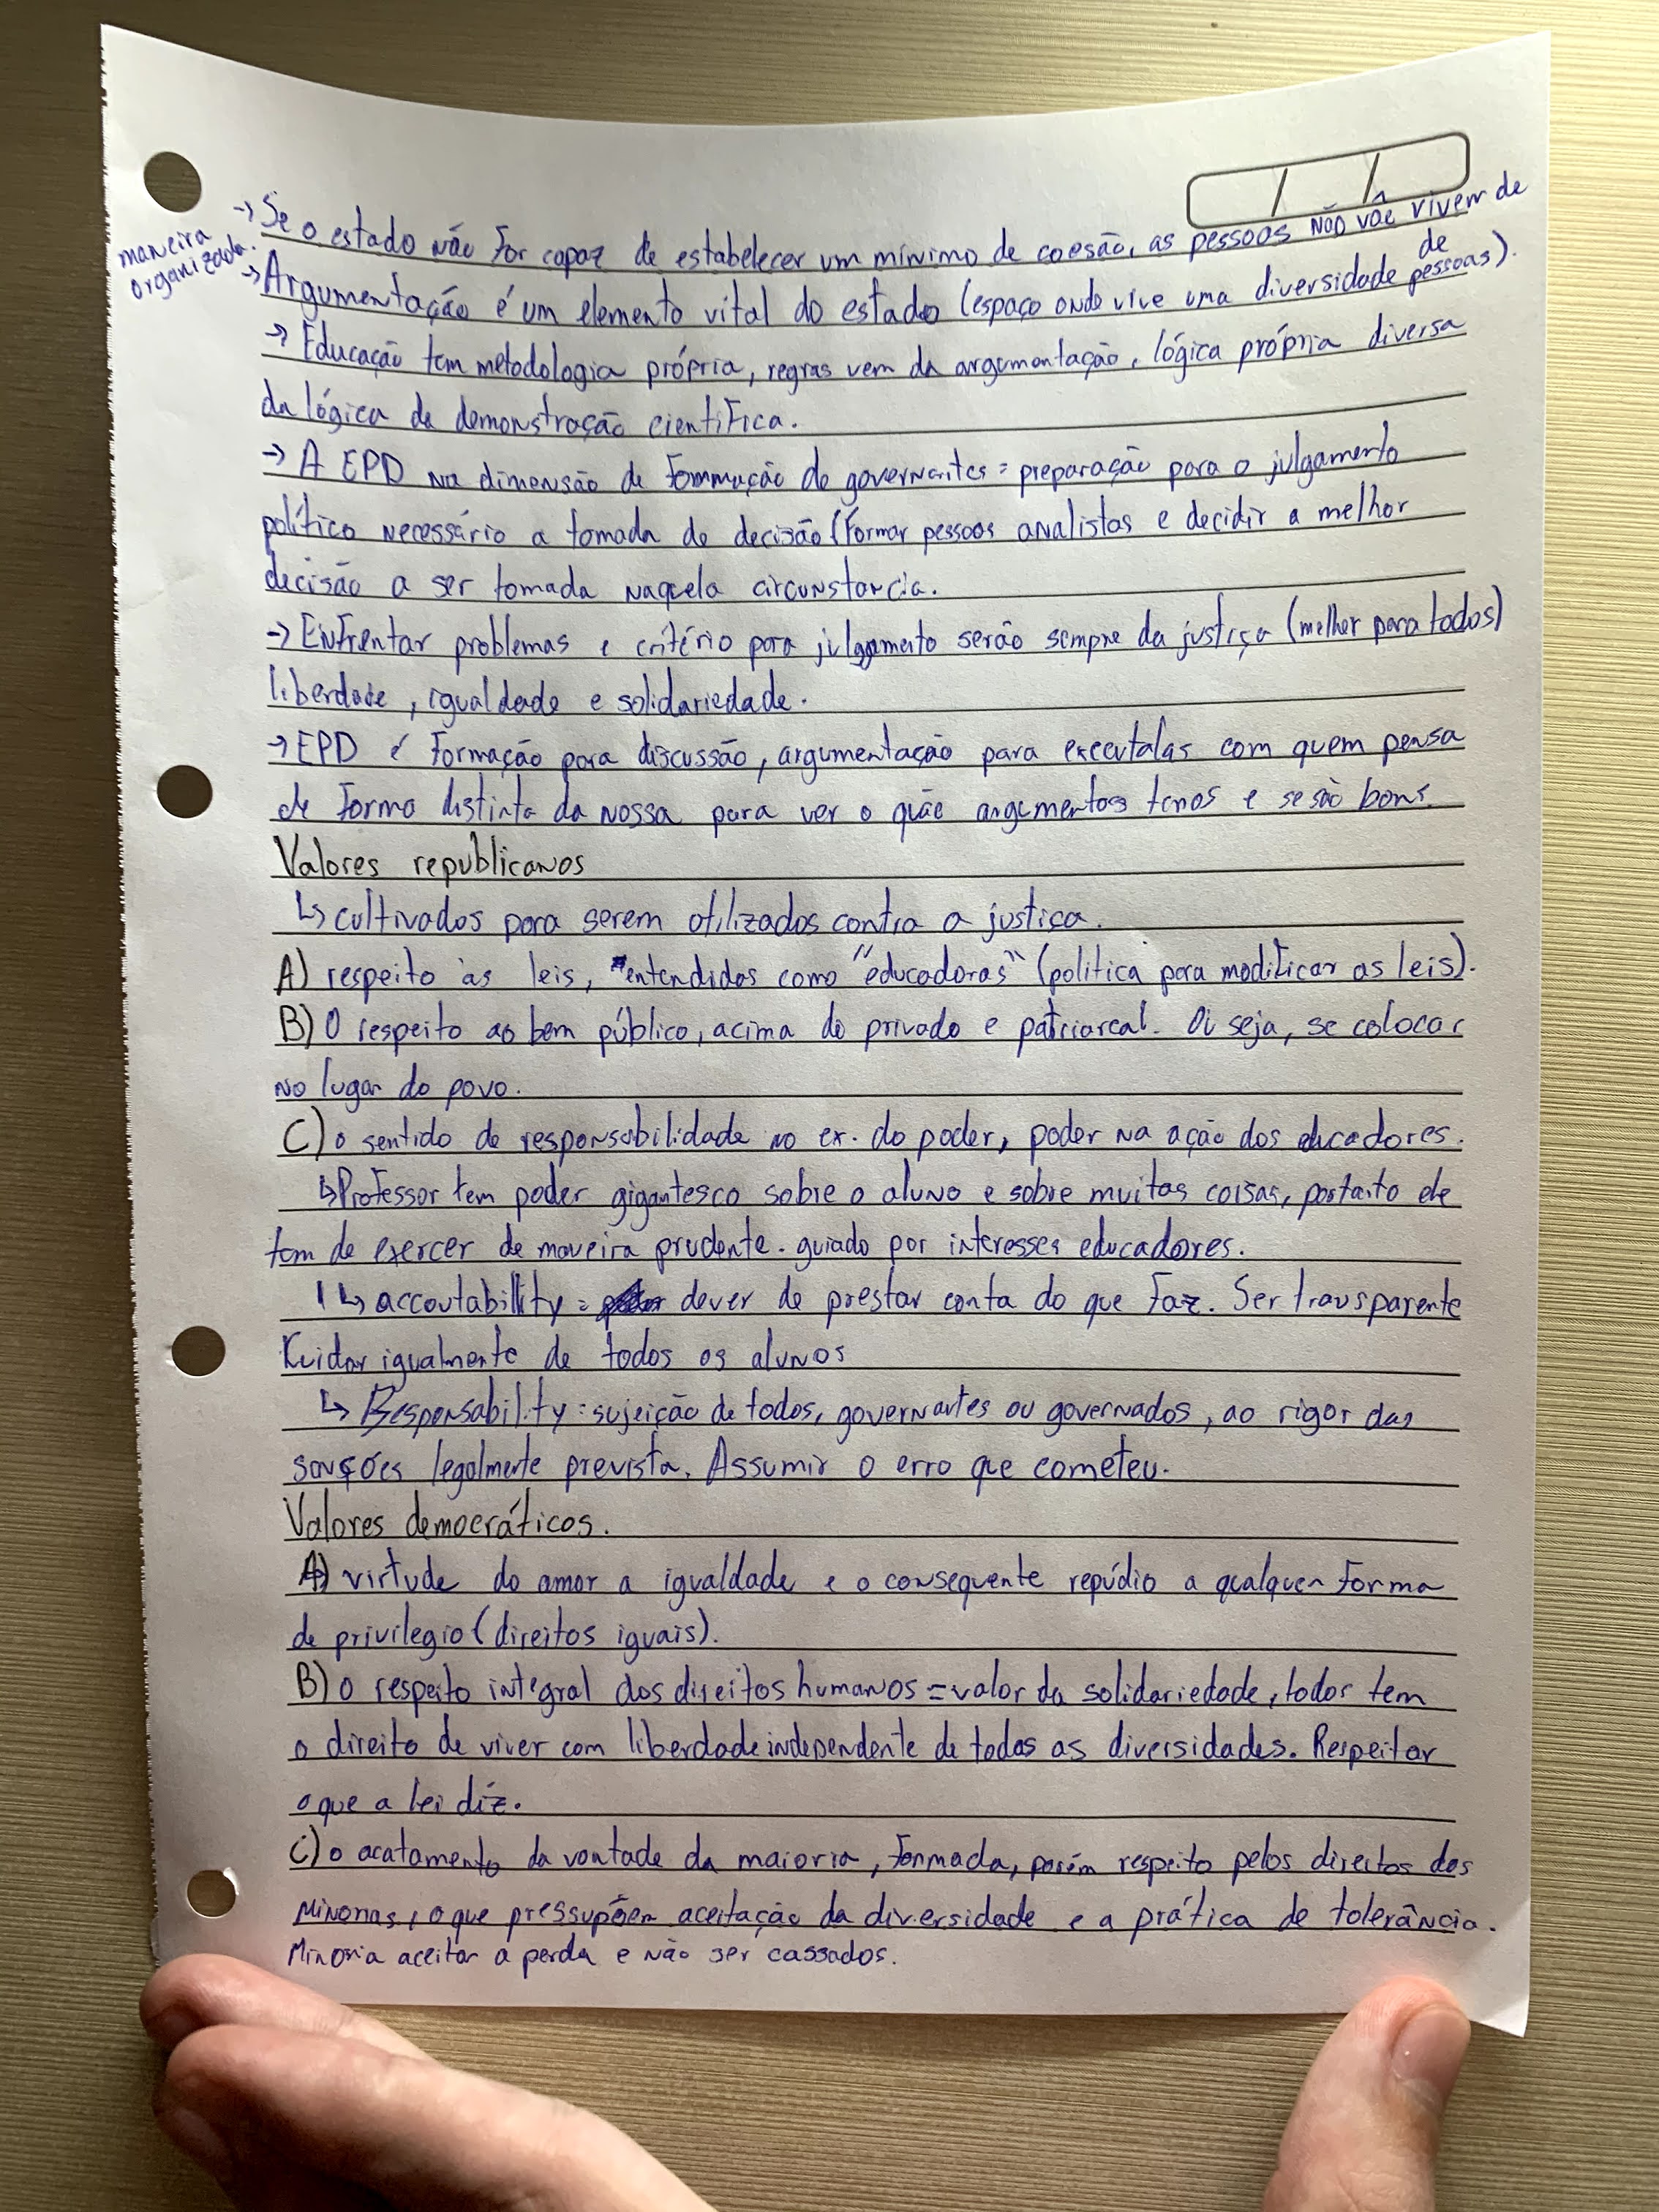 → Se o estado não for capaz de estabelecer um mínimo de coesão, as pessoas não vão vivem de
maneira
organizada.
→ Argumentação é um elemento vital do estado (espaço onde vive uma diversidade de pessoas).
→ Educação tem metodologia própria, regras vem da argumentação, lógica própria diversa
da lógica de demonstração científica.
→ A EPD na dimensão de formação de governantes = preparação para o julgamento
político necessário a tomada de decisão (formar pessoas analistas e decidir a melhor
decisão a ser tomada naquela circunstancia.
→ Enfrentar problemas e critério para julgamento serão sempre da justiça (melhor para todos)
liberdade, igualdade e solidariedade.
→ EPD é formação para discussão, argumentação para executalas com quem pensa
de forma distinta da nossa para ver o argumentos temos e se são bons.
Valores republicanos
↳ cultivados para serem utilizados contra a justiça.
A) respeito às leis, entendidos como "educadoras" (politica para modificar as leis).
B) O respeito ao bem público, acima do privado e patriarcal. Ou seja, se colocar
no lugar do povo.
C) o sentido de responsabilidade no ex. do poder, poder na ação dos educadores.
↳ Professor tem poder gigantesco sobre o aluno e sobre muitas coisas, portanto ele
tem de exercer de maneira prudente. guiado por interesses educadores.
↳ accoutability = dever de prestar conta do que faz. Ser transparente
Cuidar igualmente de todos os alunos
↳ Responsability: sujeição de todos, governantes ou governados, ao rigor das
sanções legalmente prevista. Assumir o erro que cometeu.
Valores democráticos.
A) virtude do amor a igualdade e o consequente repúdio a qualquer forma
de privilegio (direitos iguais).
B) o respeito integral dos direitos humanos = valor da solidariedade, todos tem
o direito de viver com liberdade independente de todas as diversidades. Respeitar
o que a lei diz.
C) o acatamento da vontade da maioria, formada, porém respeito pelos direitos das
minorias, o que pressupõem aceitação da diversidade e a prática de tolerância.
Minoria aceitar a perda e não ser cassados.